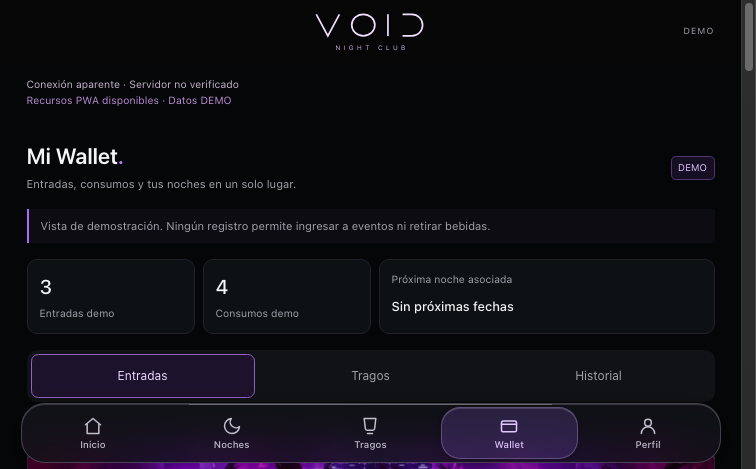 VOID
NIGHT CLUB
DEMO
Conexión aparente · Servidor no verificado
Recursos PWA disponibles · Datos DEMO
Mi Wallet.
DEMO
Entradas, consumos y tus noches en un solo lugar.
Vista de demostración. Ningún registro permite ingresar a eventos ni retirar bebidas.
3
Entradas demo
4
Consumos demo
Próxima noche asociada
Sin próximas fechas
Entradas
Tragos
Historial
Inicio
Noches
Tragos
Wallet
Perfil